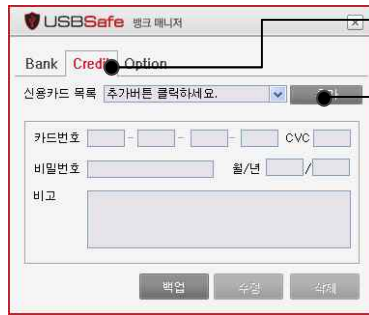 USBSafe 뱅크 매니저
Bank Credit Option
신용카드 목록 추가버튼 클릭하세요.
카드번호 - - - CVC
비밀번호 월/년 /
비고
백업 수정 삭제